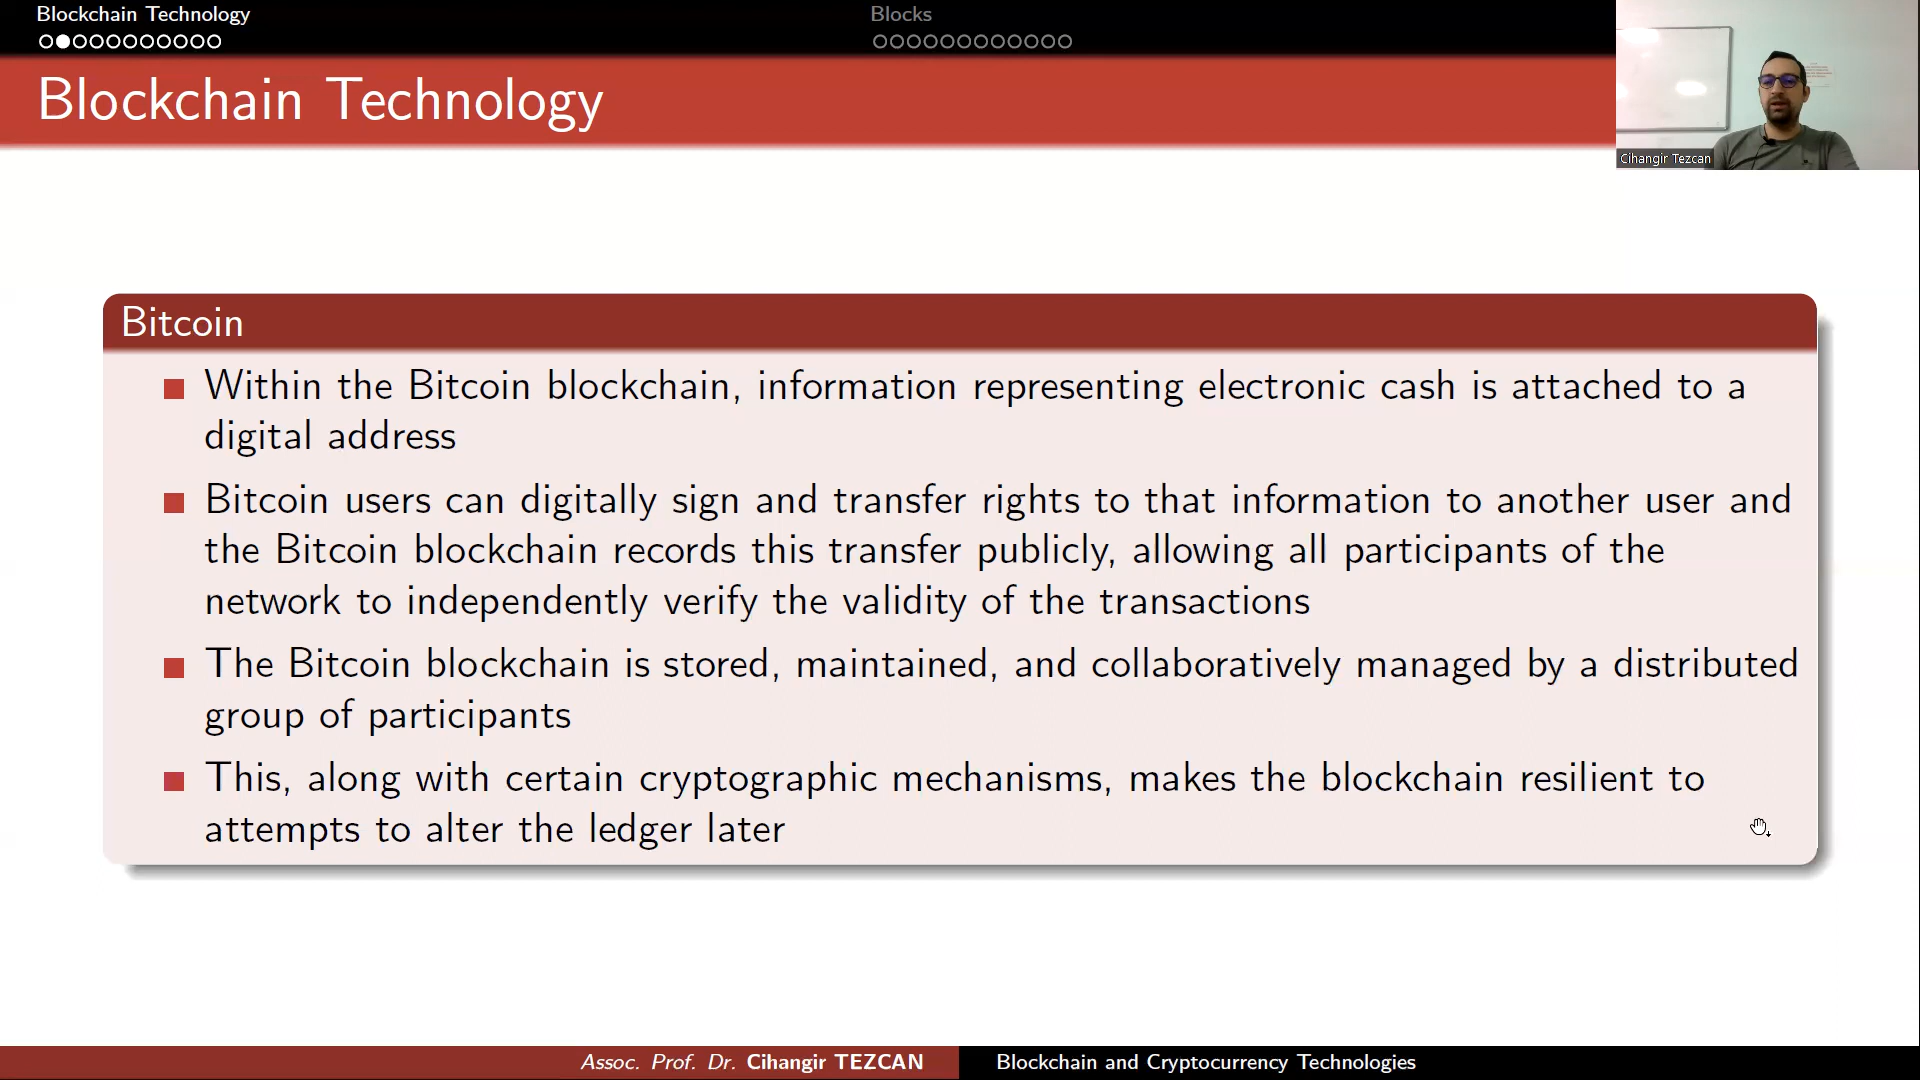 Blockchain Technology
Blocks
Blockchain Technology
Cihangir Tezcan
Bitcoin
Within the Bitcoin blockchain, information representing electronic cash is attached to a
digital address
Bitcoin users can digitally sign and transfer rights to that information to another user and
the Bitcoin blockchain records this transfer publicly, allowing all participants of the
network to independently verify the validity of the transactions
The Bitcoin blockchain is stored, maintained, and collaboratively managed by a distributed
group of participants
This, along with certain cryptographic mechanisms, makes the blockchain resilient to
attempts to alter the ledger later
Assoc. Prof. Dr. Cihangir TEZCAN
Blockchain and Cryptocurrency Technologies